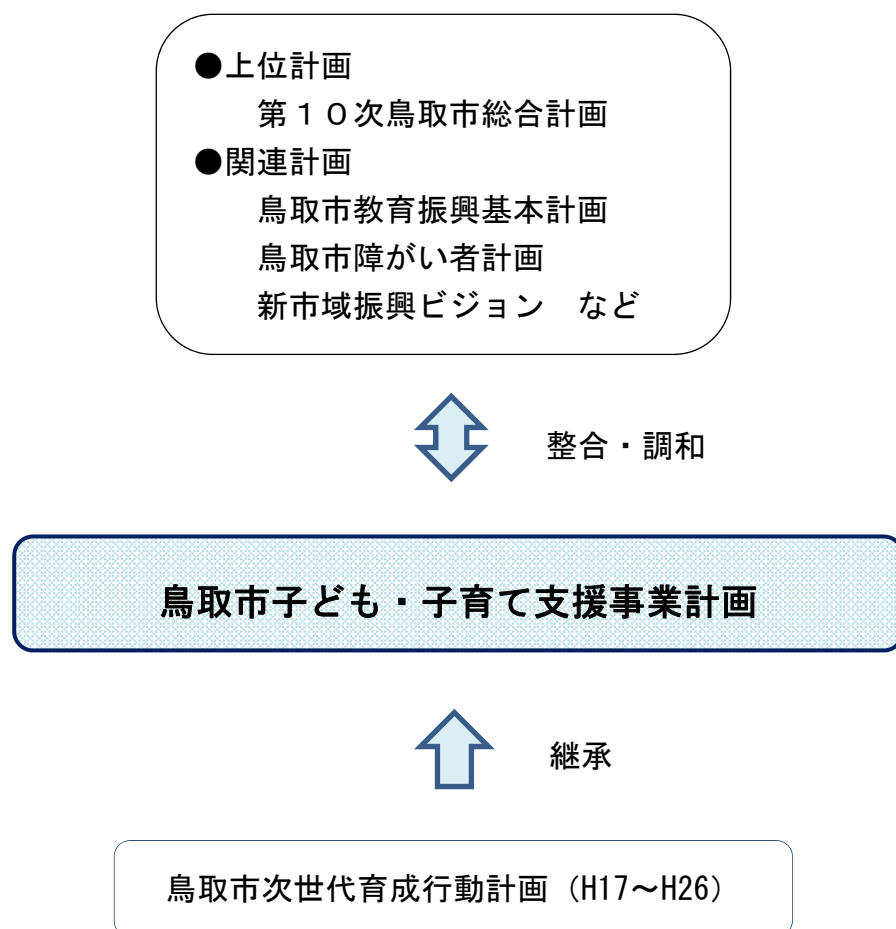 ●上位計画
第１０次鳥取市総合計画
●関連計画
鳥取市教育振興基本計画
鳥取市障がい者計画
新市域振興ビジョン　など
整合・調和
鳥取市子ども・子育て支援事業計画
継承
鳥取市次世代育成行動計画（H17～H26）